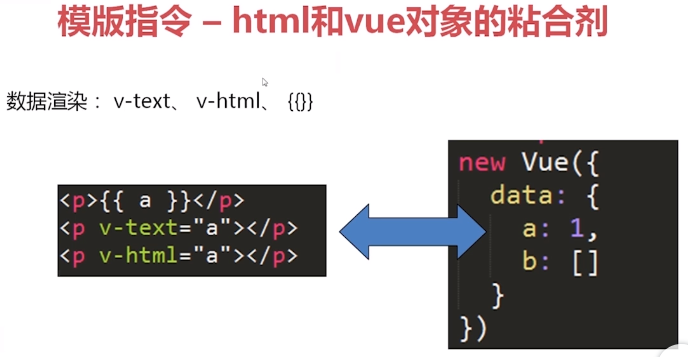 模版指令 – html和vue对象的粘合剂
数据渲染： v-text、 v-html、 {{}}
<p>{{ a }}</p>
<p v-text="a"></p>
<p v-html="a"></p>
new Vue({
  data: {
    a: 1,
    b: []
  }
})